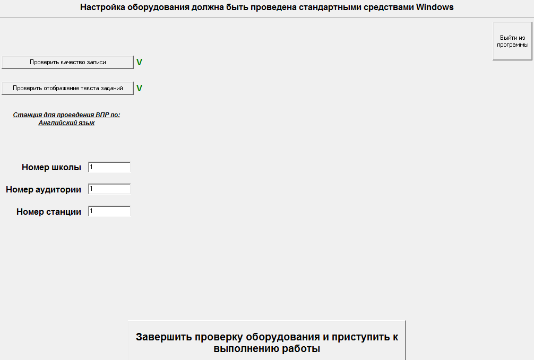 Настройка оборудования должна быть проведена стандартными средствами Windows
Выйти из
программы
Проверить качество записи V
Проверить отображение текста заданий V
Станция для проведения ВПР по:
Английский язык
Номер школы 1
Номер аудитории 1
Номер станции 1
Завершить проверку оборудования и приступить к
выполнению работы